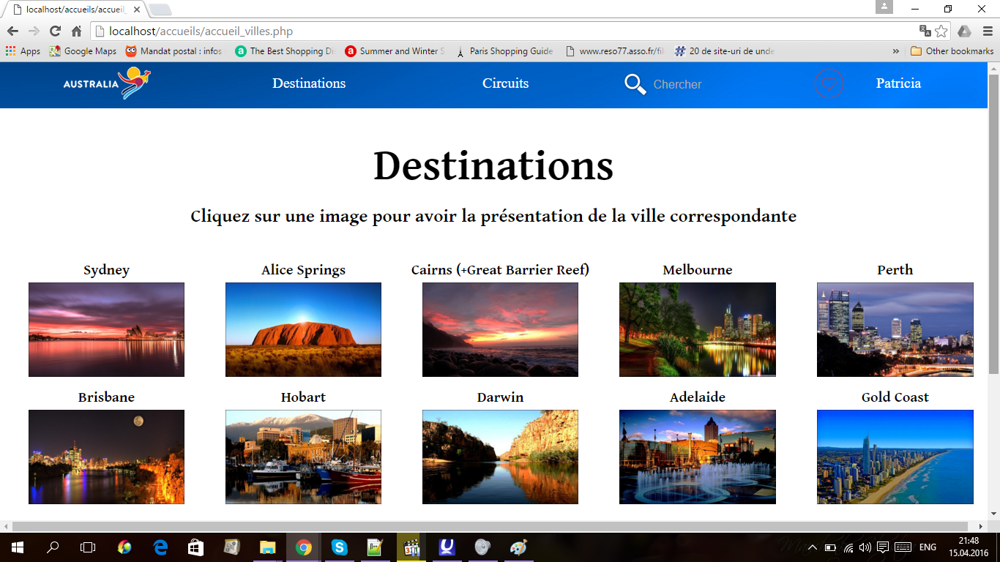 localhost/accueils/accueil_
localhost/accueils/accueil_villes.php
Apps Google Maps Mandat postal : infos The Best Shopping Di Summer and Winter S Paris Shopping Guide www.reso77.asso.fr/fil 20 de site-uri de unde » Other bookmarks
AUSTRALIA Destinations Circuits Chercher Patricia
Destinations
Cliquez sur une image pour avoir la présentation de la ville correspondante
Sydney Alice Springs Cairns (+Great Barrier Reef) Melbourne Perth
Brisbane Hobart Darwin Adelaide Gold Coast
ENG 21:48
15.04.2016